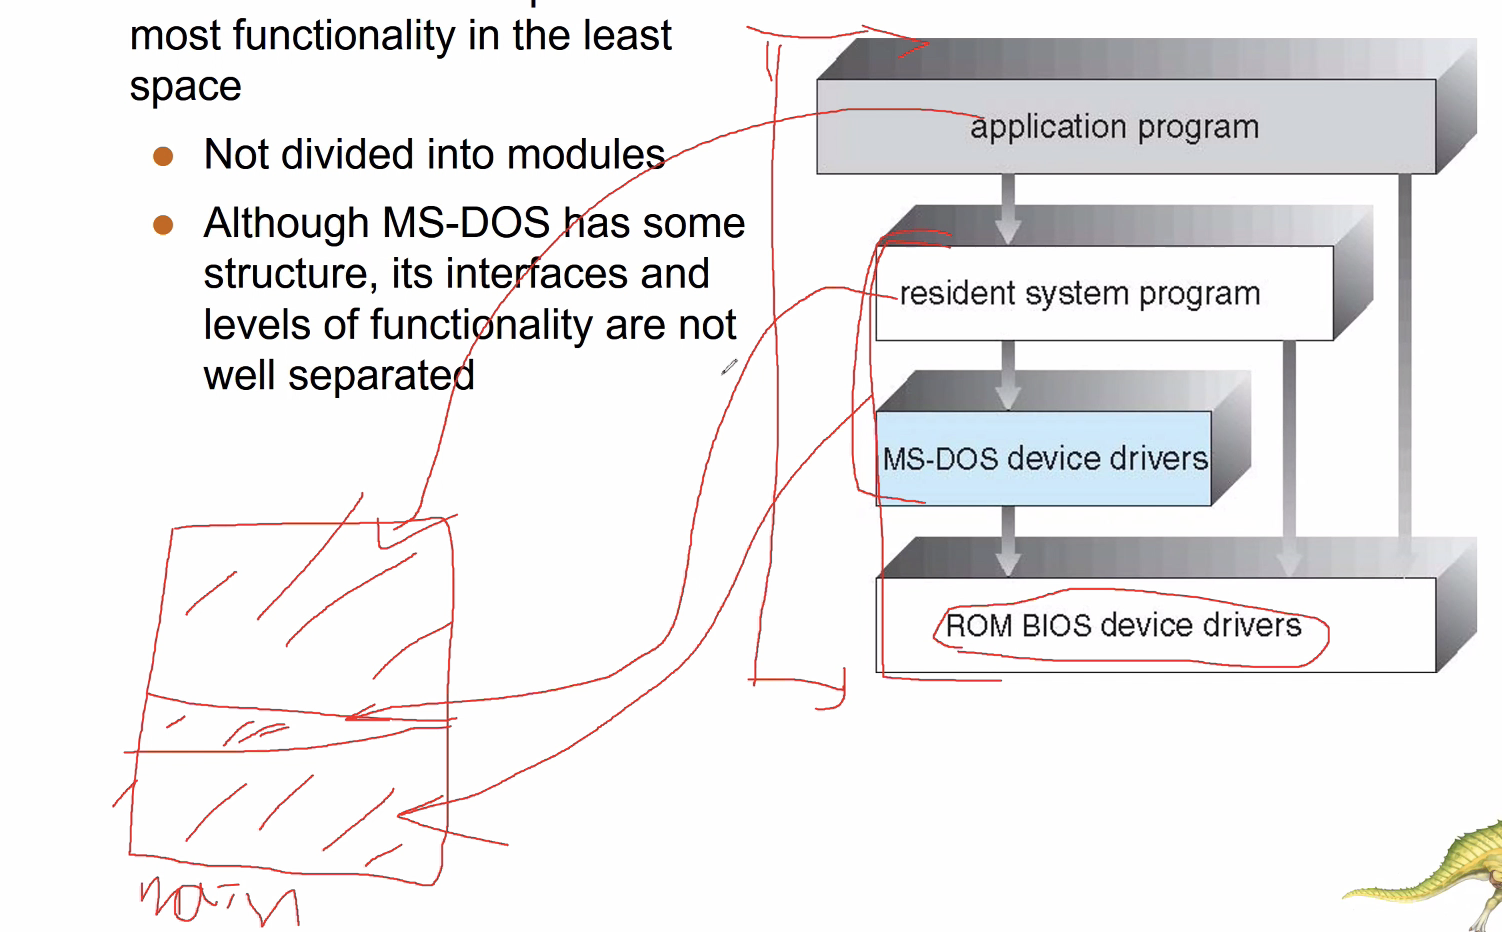 most functionality in the least
space
Not divided into modules
Although MS-DOS has some
structure, its interfaces and
levels of functionality are not
well separated
application program
resident system program
MS-DOS device drivers
ROM BIOS device drivers